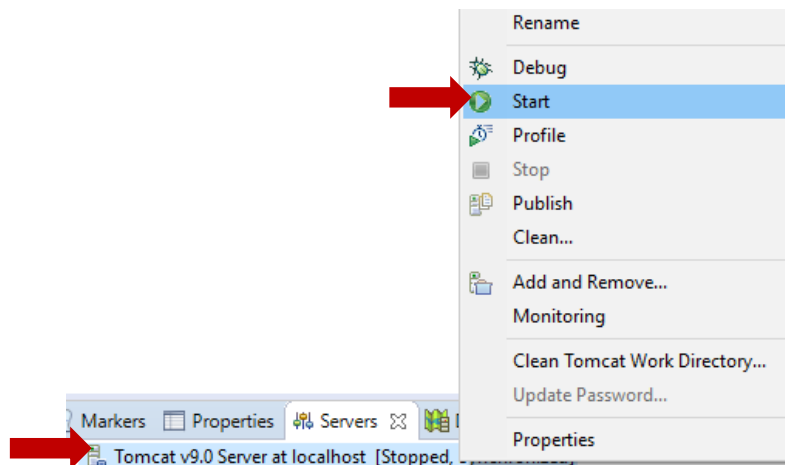 Rename
Debug
Start
Profile
Stop
Publish
Clean...
Add and Remove...
Monitoring
Clean Tomcat Work Directory...
Update Password...
Properties
Markers Properties Servers
Tomcat v9.0 Server at localhost [Stopped,